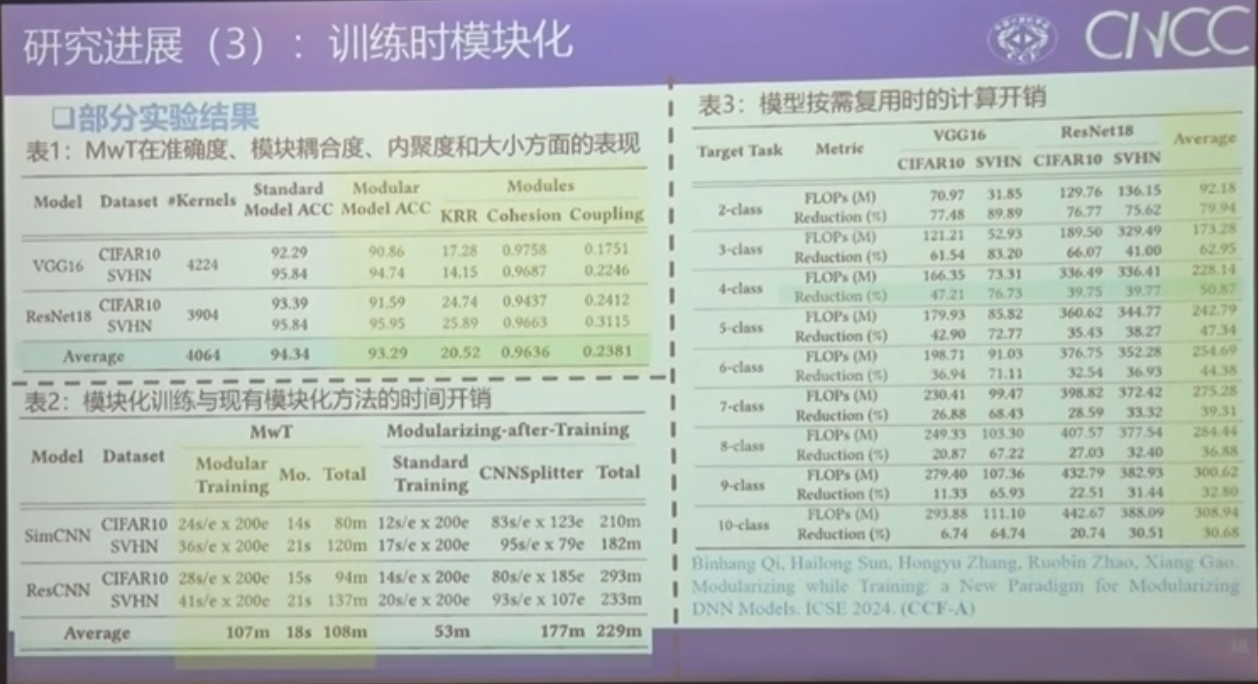 研究进展（3）：训练时模块化
CNCC
❑部分实验结果
表1：MwT在准确度、模块耦合度、内聚度和大小方面的表现
Model Dataset #Kernels Standard Model ACC Modular Model ACC Modules
KRR Cohesion Coupling
VGG16 CIFAR10 4224 92.29 90.86 17.28 0.9758 0.1751
SVHN 95.84 94.74 14.15 0.9687 0.2246
ResNet18 CIFAR10 3904 93.39 91.59 24.74 0.9437 0.2412
SVHN 95.84 95.95 25.89 0.9663 0.3115
Average 4064 94.34 93.29 20.52 0.9636 0.2381
表2：模块化训练与现有模块化方法的时间开销
MwT Modularizing-after-Training
Model Dataset Modular Training Mo. Total Standard Training CNNSplitter Total
SimCNN CIFAR10 24s/e x 200e 14s 80m 12s/e x 200e 83s/e x 123e 210m
SVHN 36s/e x 200e 21s 120m 17s/e x 200e 95s/e x 79e 182m
ResCNN CIFAR10 28s/e x 200e 15s 94m 14s/e x 200e 80s/e x 185e 293m
SVHN 41s/e x 200e 21s 137m 20s/e x 200e 93s/e x 107e 233m
Average 107m 18s 108m 53m 177m 229m
表3：模型按需复用时的计算开销
Target Task Metric VGG16 ResNet18 Average
CIFAR10 SVHN CIFAR10 SVHN
2-class FLOPs (M) 70.97 31.85 129.76 136.15 92.18
Reduction (%) 77.48 89.89 76.77 75.62 79.94
3-class FLOPs (M) 121.21 52.93 189.50 329.49 173.28
Reduction (%) 61.54 83.20 66.07 41.00 62.95
4-class FLOPs (M) 166.35 73.31 336.49 336.41 228.14
Reduction (%) 47.21 76.73 39.75 39.77 50.87
5-class FLOPs (M) 179.93 85.82 360.62 344.77 242.79
Reduction (%) 42.90 72.77 35.43 38.27 47.34
6-class FLOPs (M) 198.71 91.03 376.75 352.28 254.69
Reduction (%) 36.94 71.11 32.54 36.93 44.38
7-class FLOPs (M) 230.41 99.47 398.82 372.42 275.28
Reduction (%) 26.88 68.43 28.59 33.32 39.31
8-class FLOPs (M) 249.33 103.30 407.57 377.54 284.44
Reduction (%) 20.87 67.22 27.03 32.40 36.88
9-class FLOPs (M) 279.40 107.36 432.79 382.93 300.62
Reduction (%) 11.33 65.93 22.51 31.44 32.80
10-class FLOPs (M) 293.88 111.10 442.67 388.09 308.94
Reduction (%) 6.74 64.74 20.74 30.51 30.68
Binhang Qi, Hailong Sun, Hongyu Zhang, Ruobin Zhao, Xiang Gao.
Modularizing while Training: a New Paradigm for Modularizing
DNN Models. ICSE 2024. (CCF-A)
38